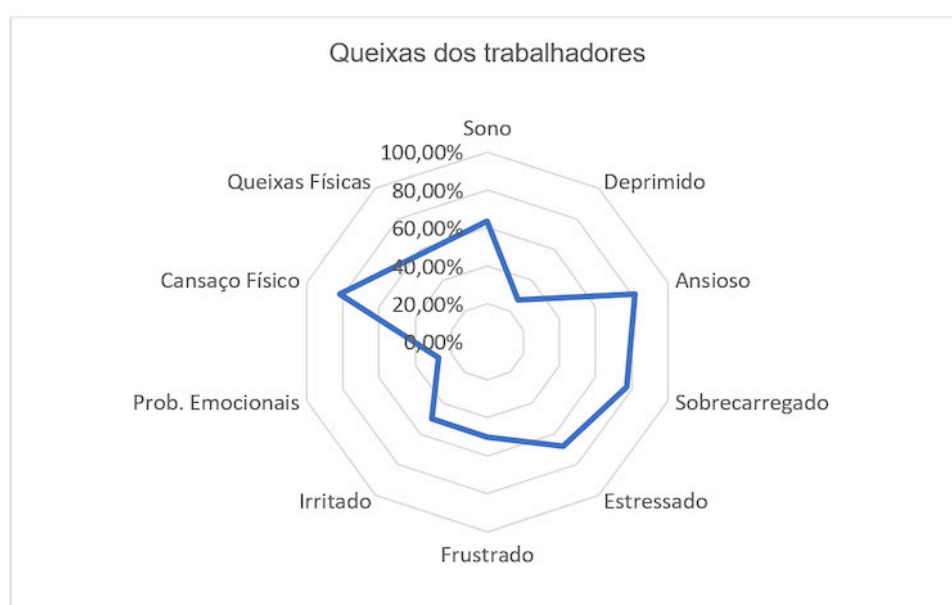 Queixas dos trabalhadores
Sono
100,00%
Queixas Físicas
80,00%
Deprimido
60,00%
Cansaço Físico
40,00%
Ansioso
20,00%
0,00%
Prob. Emocionais
Sobrecarregado
Irritado
Estressado
Frustrado